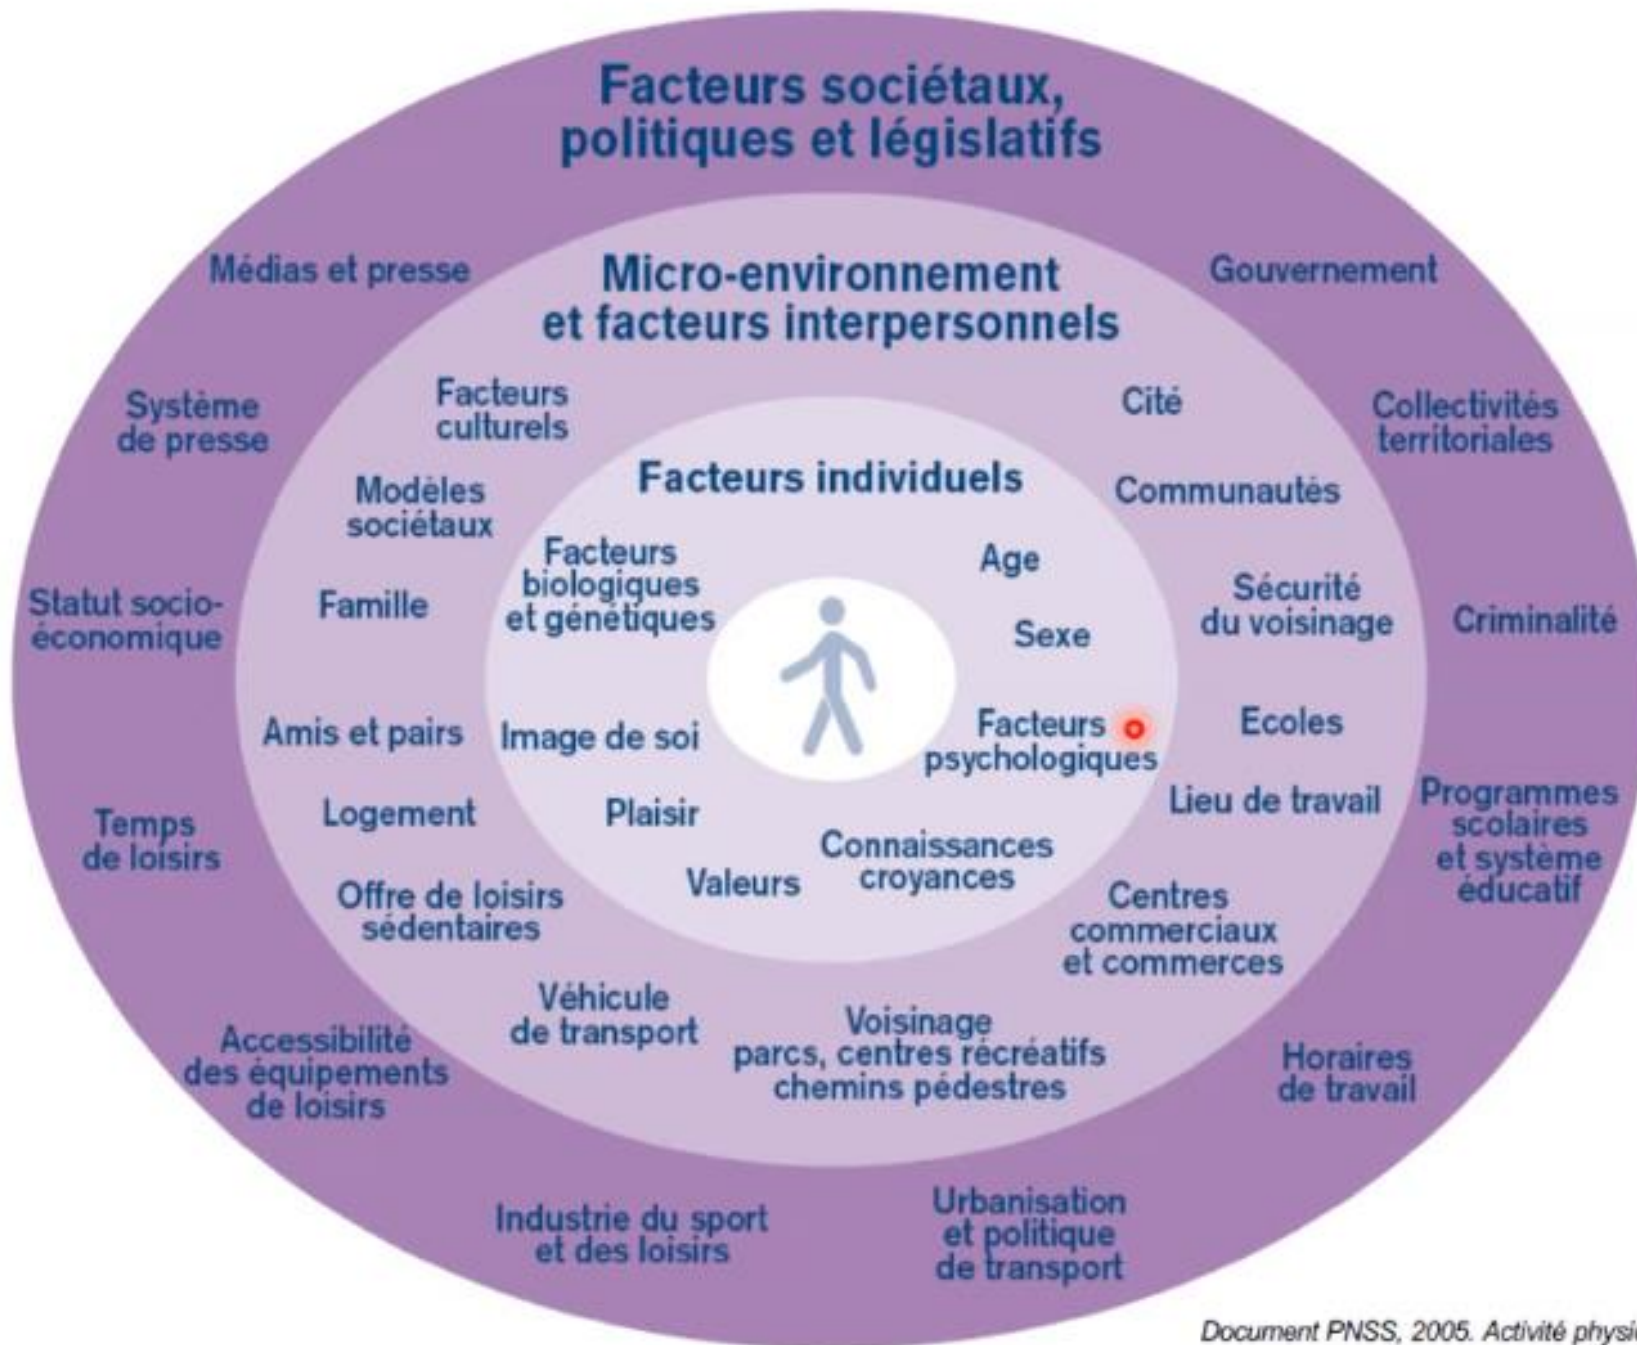 Facteurs sociétaux,
politiques et législatifs
Médias et presse
Gouvernement
Système
de presse
Collectivités
territoriales
Statut socio-
économique
Criminalité
Temps
de loisirs
Programmes
scolaires
et système
éducatif
Accessibilité
des équipements
de loisirs
Horaires
de travail
Industrie du sport
et des loisirs
Urbanisation
et politique
de transport
Micro-environnement
et facteurs interpersonnels
Facteurs
culturels
Cité
Modèles
sociétaux
Communautés
Famille
Sécurité
du voisinage
Amis et pairs
Ecoles
Logement
Lieu de travail
Offre de loisirs
sédentaires
Centres
commerciaux
et commerces
Véhicule
de transport
Voisinage
parcs, centres récréatifs
chemins pédestres
Facteurs individuels
Facteurs
biologiques
et génétiques
Age
Sexe
Image de soi
Facteurs
psychologiques
Plaisir
Connaissances
croyances
Valeurs
Document PNSS, 2005. Activité physi